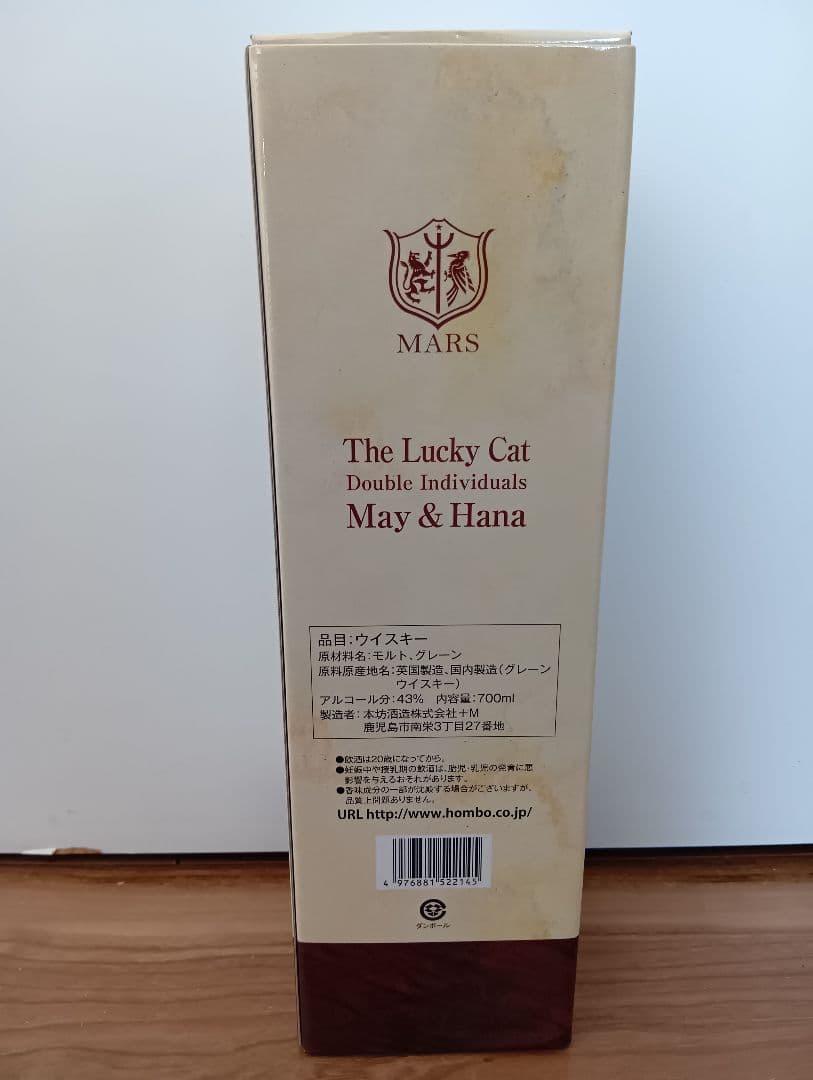 MARS
The Lucky Cat
Double Individuals
May & Hana
品目:ウイスキー
原材料名:モルト、グレーン
原料原産地名:英国製造、国内製造(グレーン
ウイスキー)
アルコール分:43% 内容量:700ml
製造者:本坊酒造株式会社+M
鹿児島市南栄3丁目27番地
●飲酒は20歳になってから。
●妊娠中や授乳期の飲酒は、胎児・乳児の発育に悪
影響を与えるおそれがあります。
●香味成分の一部が沈殿する場合がございますが、
品質上問題ありません。
URL http://www.hombo.co.jp/
4 976881 522145
ダンボール